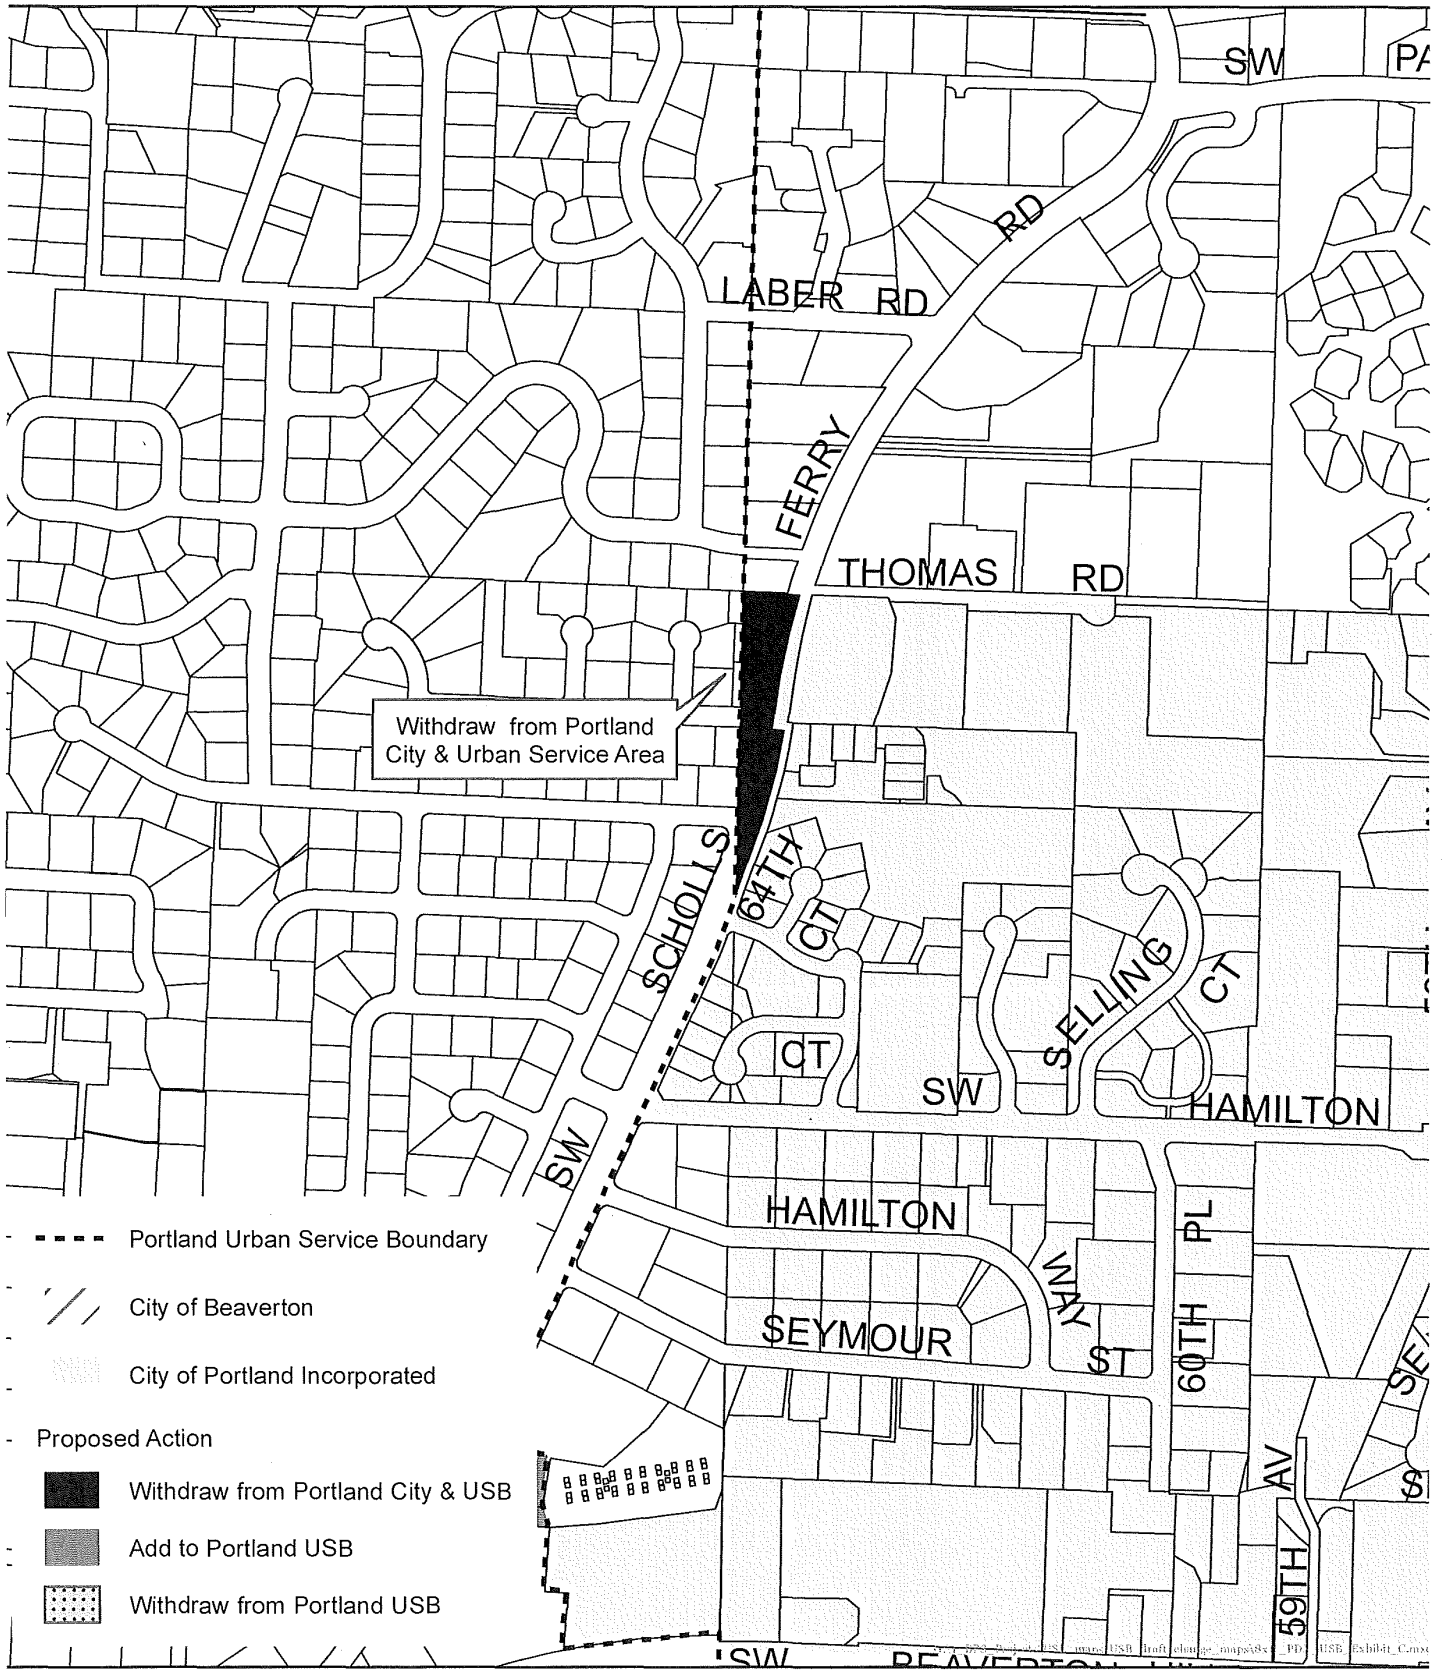 SW PA
RD
LABER RD
FERRY
THOMAS RD
Withdraw from Portland
City & Urban Service Area
SCHOLLS
64TH
CT
SELLING
CT
CT
SW
HAMILTON
SW
HAMILTON
WAY
PL
60TH
SEYMOUR
ST
AV
59TH
SW
Portland Urban Service Boundary
City of Beaverton
City of Portland Incorporated
Proposed Action
Withdraw from Portland City & USB
Add to Portland USB
Withdraw from Portland USB